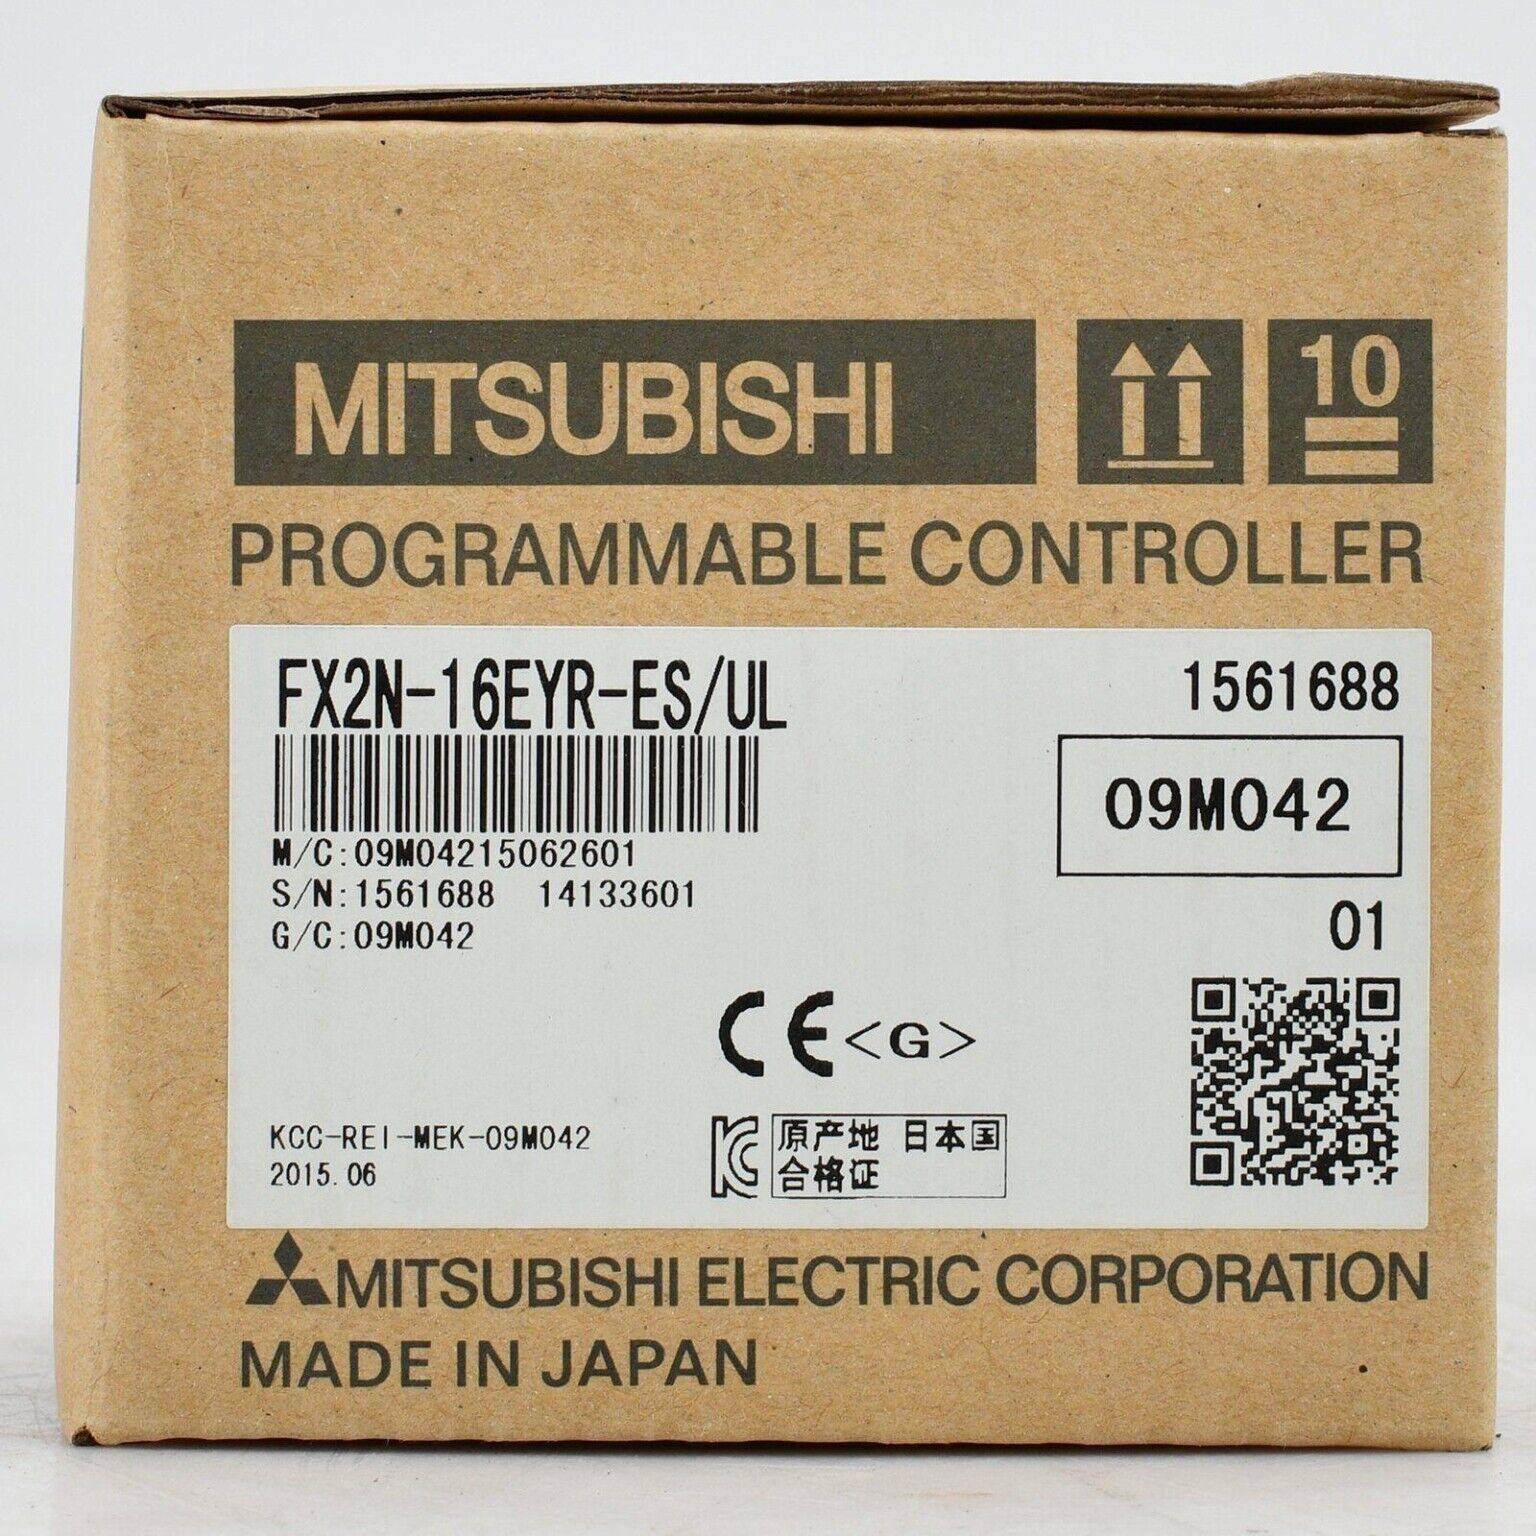 MITSUBISHI
10
PROGRAMMABLE CONTROLLER
FX2N-16EYR-ES/UL
1561688
09M042
M/C:09M04215062601
S/N:1561688 14133601
G/C:09M042
01
CE<G>
KCC-REI-MEK-09M042
2015.06
原产地 日本国
合格证
MITSUBISHI ELECTRIC CORPORATION
MADE IN JAPAN